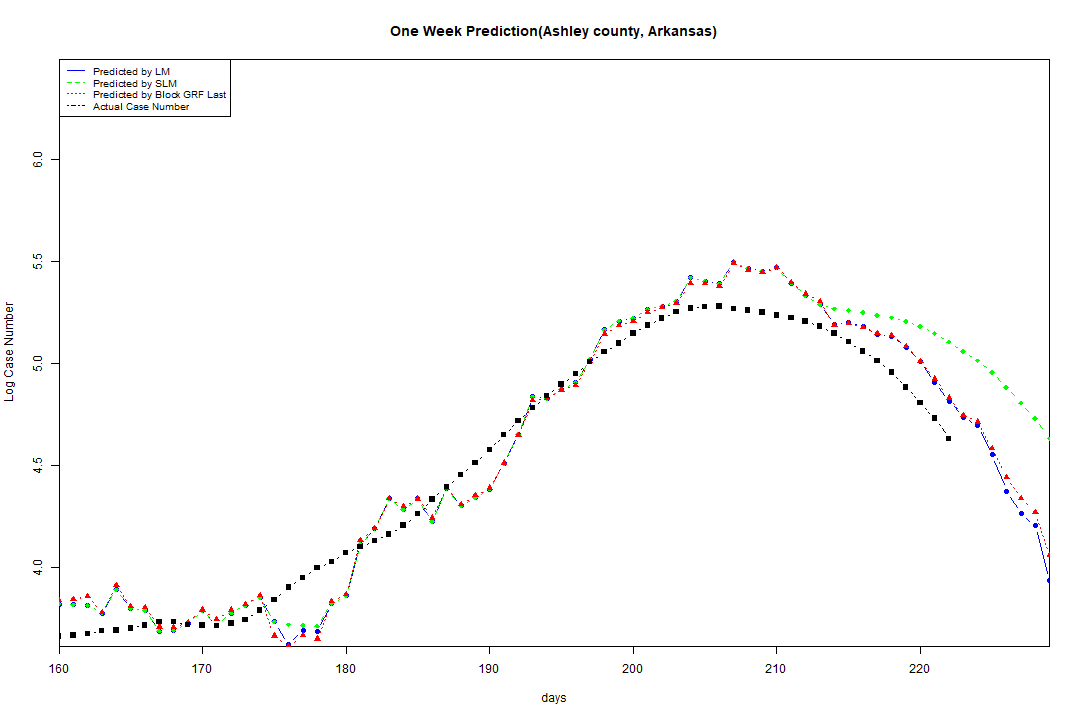 One Week Prediction(Ashley county, Arkansas)
Predicted by LM
Predicted by SLM
Predicted by Block GRF Last
Actual Case Number
Log Case Number
6.0
5.5
5.0
4.5
4.0
160 170 180 190 200 210 220
days